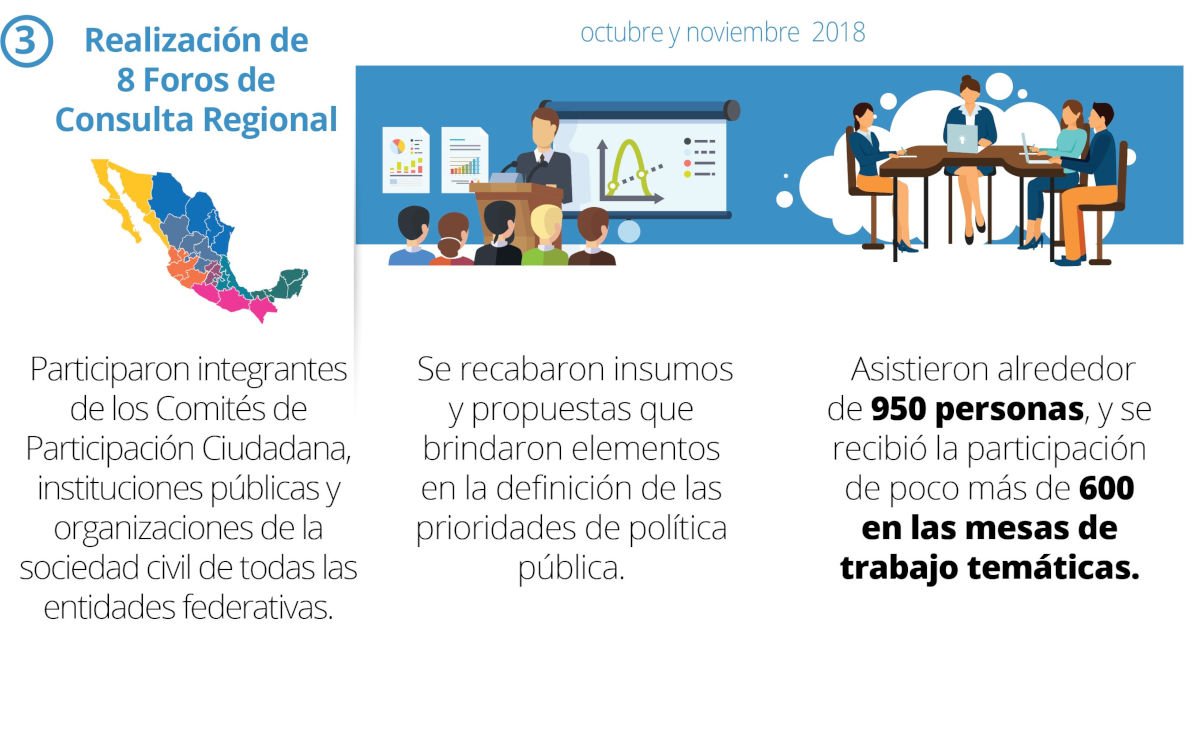 3
Realización de
8 Foros de
Consulta Regional
octubre y noviembre 2018
Participaron integrantes
de los Comités de
Participación Ciudadana,
instituciones públicas y
organizaciones de la
sociedad civil de todas las
entidades federativas.
Se recabaron insumos
y propuestas que
brindaron elementos
en la definición de las
prioridades de política
pública.
Asistieron alrededor
de 950 personas, y se
recibió la participación
de poco más de 600
en las mesas de
trabajo temáticas.